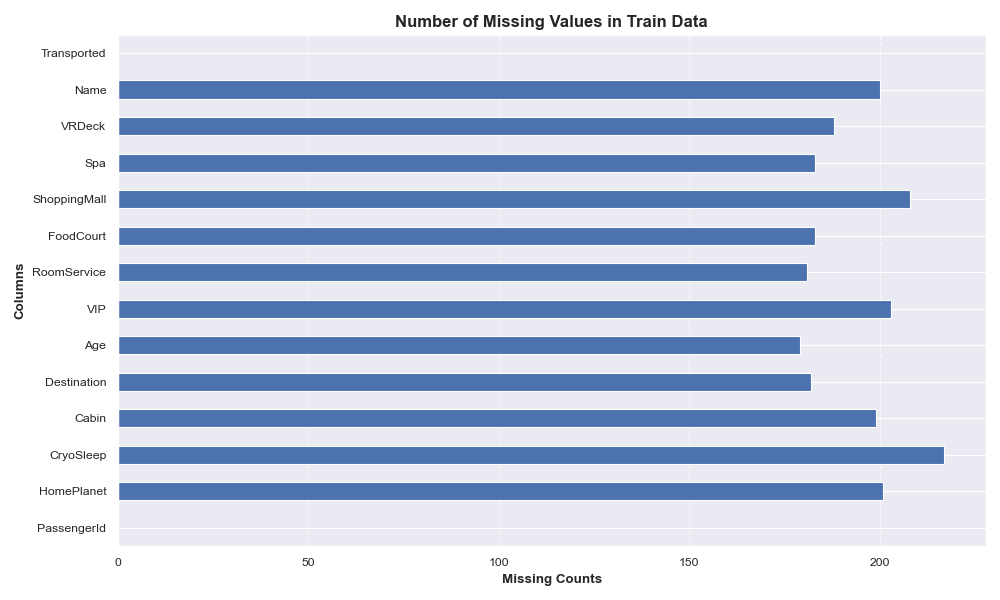 Number of Missing Values in Train Data
Transported
Name
VRDeck
Spa
ShoppingMall
FoodCourt
RoomService
VIP
Age
Destination
Cabin
CryoSleep
HomePlanet
PassengerId
Columns
0 50 100 150 200
Missing Counts